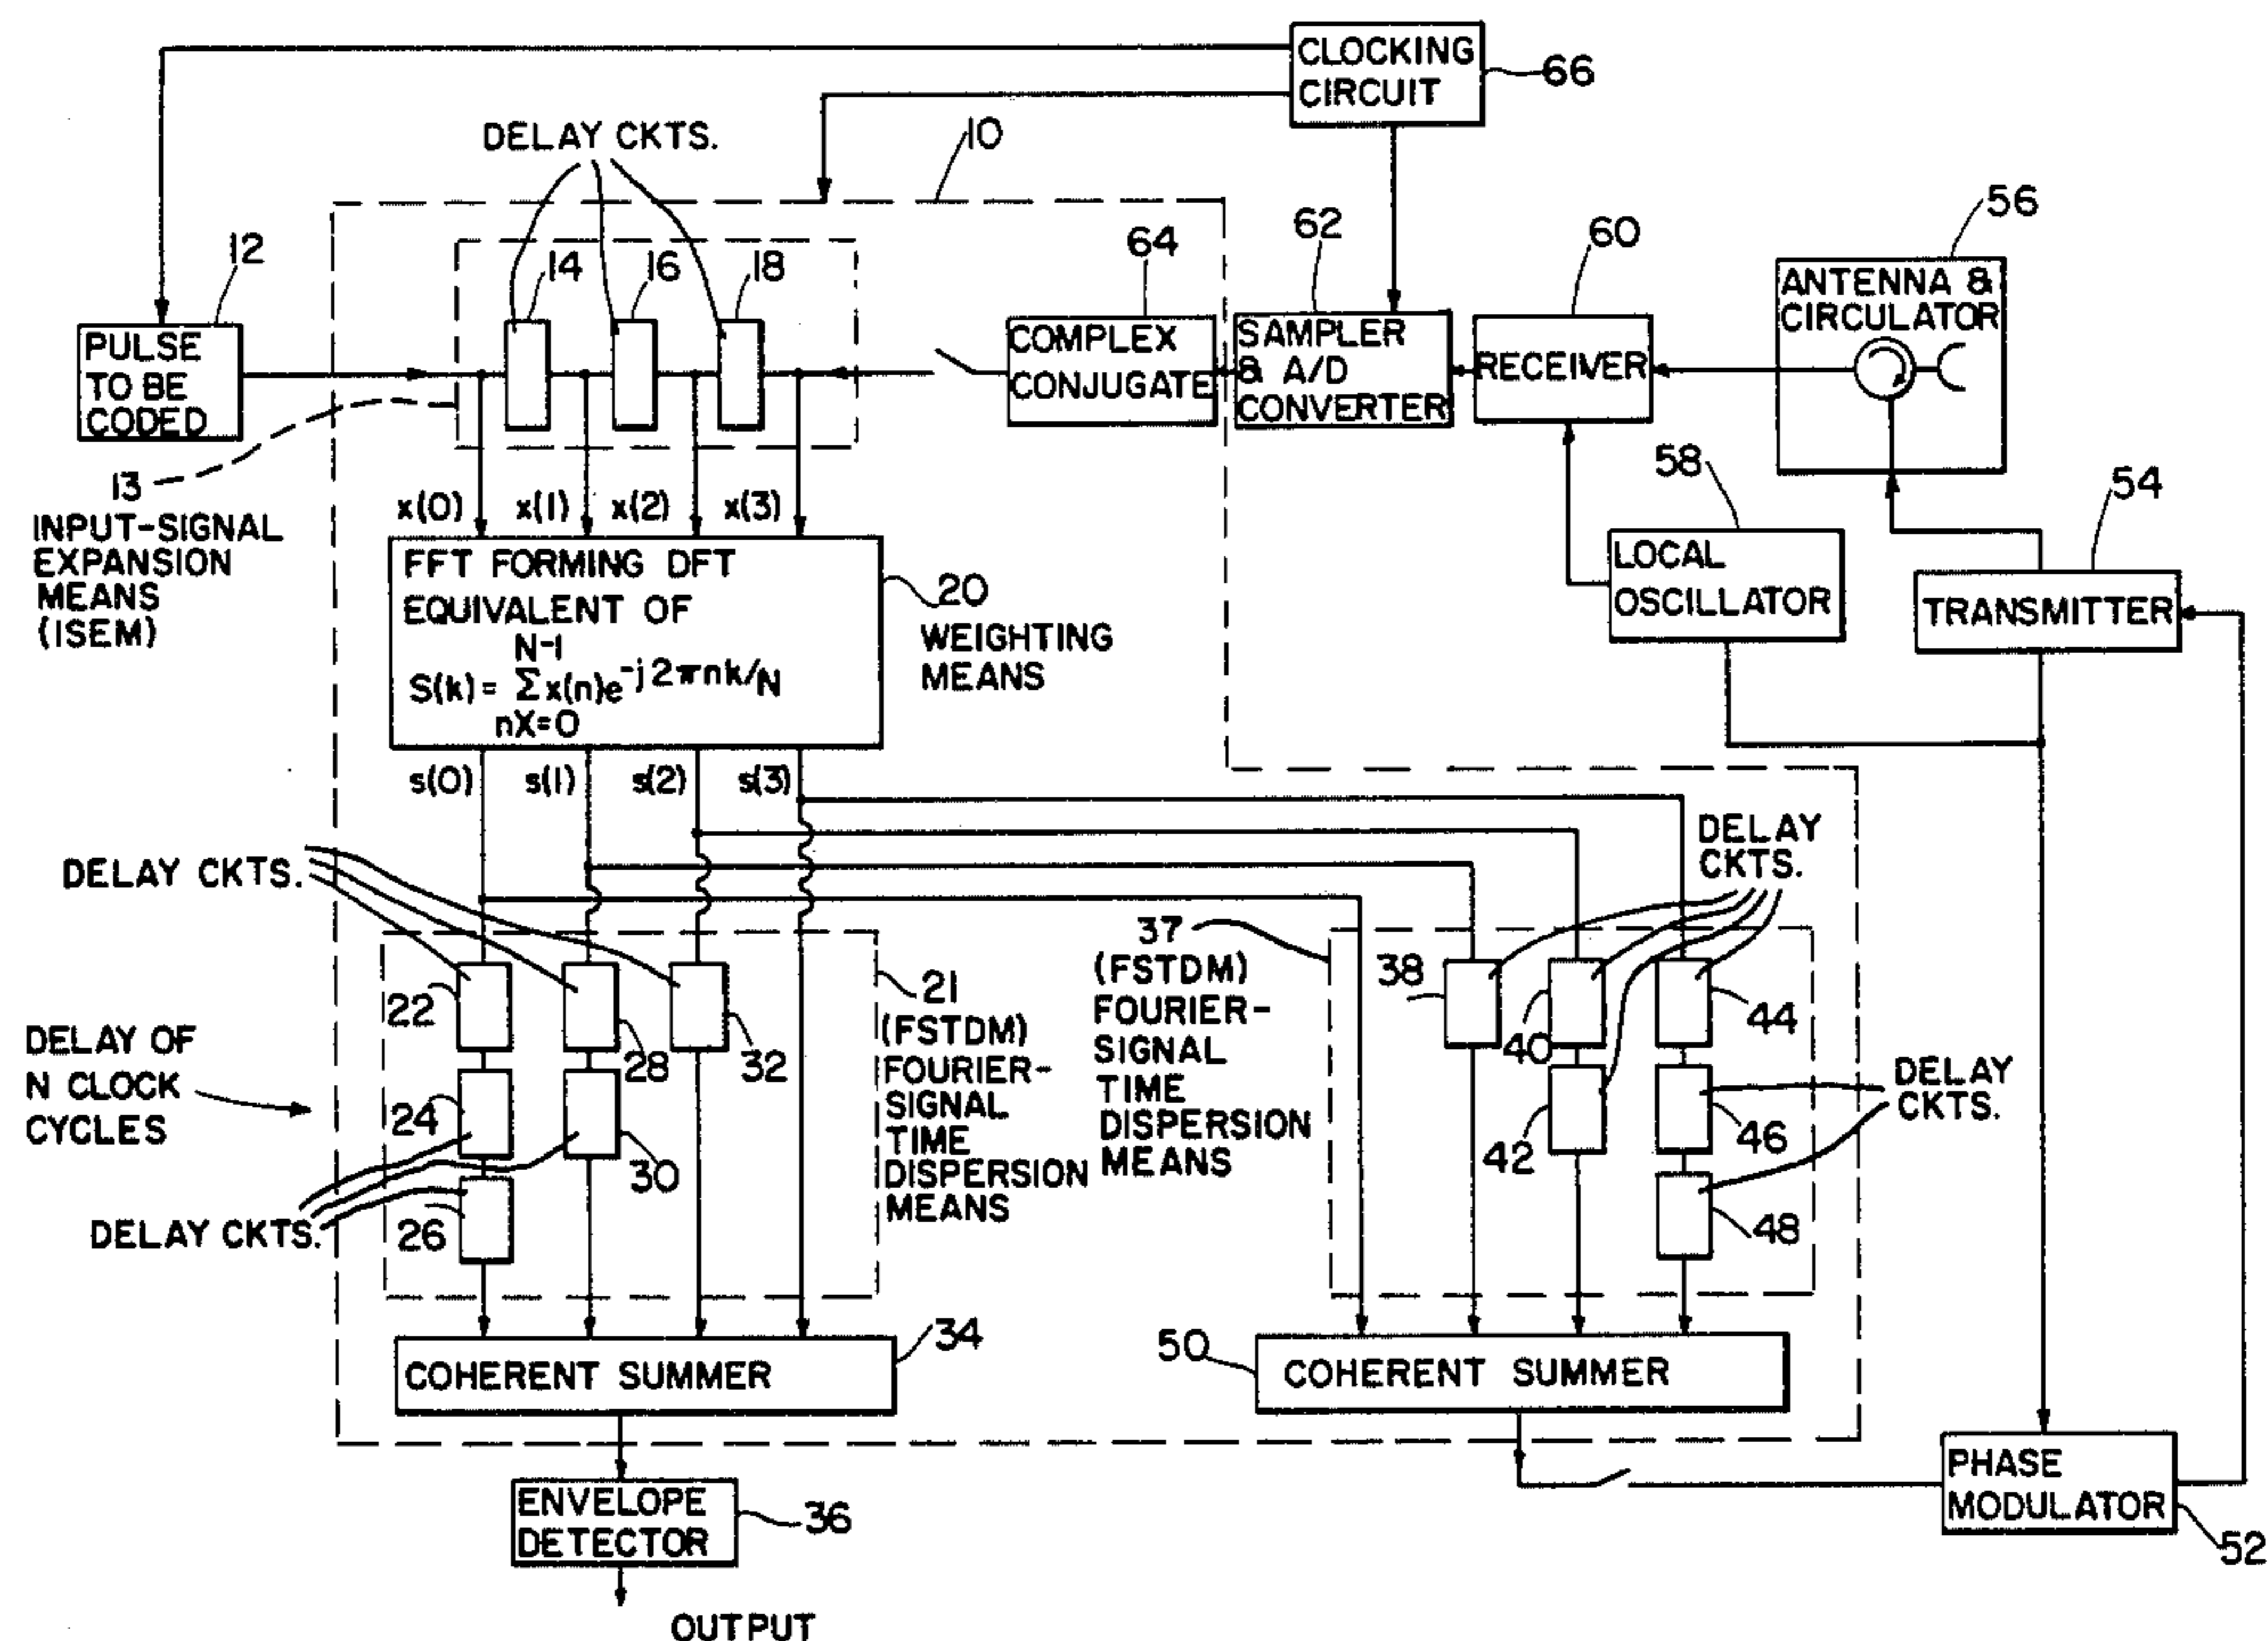 CLOCKING
CIRCUIT
66
DELAY CKTS.
10
56
12
14
16
18
64
62
60
ANTENNA &
CIRCULATOR
PULSE
TO BE
CODED
COMPLEX
CONJUGATE
SAMPLER
& A/D
CONVERTER
RECEIVER
13
INPUT-SIGNAL
EXPANSION
MEANS
(ISEM)
x(0)
x(1)
x(2)
x(3)
58
54
LOCAL
OSCILLATOR
TRANSMITTER
FFT FORMING DFT
EQUIVALENT OF
N-1
S(k) = Σ x(n)e^-j2πnk/N
nX=0
20
WEIGHTING
MEANS
s(0)
s(1)
s(2)
s(3)
DELAY CKTS.
DELAY
CKTS.
22
28
32
21
(FSTDM)
FOURIER-
SIGNAL
TIME
DISPERSION
MEANS
37
(FSTDM)
FOURIER-
SIGNAL
TIME
DISPERSION
MEANS
38
40
44
DELAY OF
N CLOCK
CYCLES
24
30
42
46
DELAY
CKTS.
DELAY CKTS.
26
48
COHERENT SUMMER
34
50
COHERENT SUMMER
ENVELOPE
DETECTOR
36
PHASE
MODULATOR
52
OUTPUT